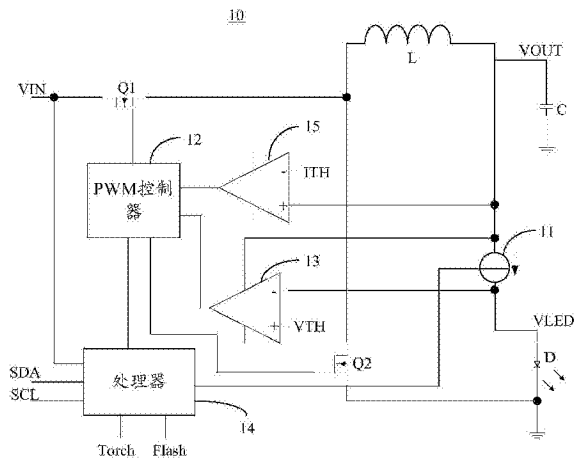 10
L
VOUT
VIN
Q1
C
12
15
ITH
-
+
PWM控制
器
11
13
-
VTH
+
VLED
D
Q2
处理器
SDA
SCL
14
Torch
Flash